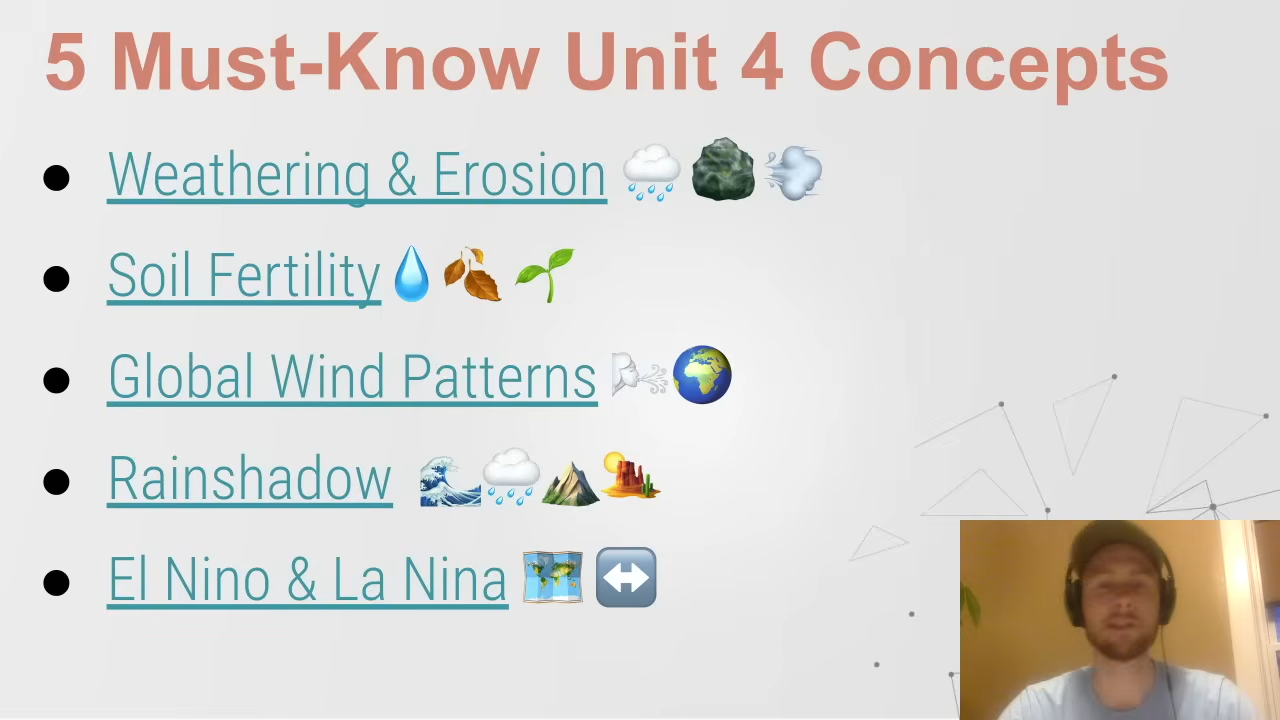 5 Must-Know Unit 4 Concepts
Weathering & Erosion
Soil Fertility
Global Wind Patterns
Rainshadow
El Nino & La Nina